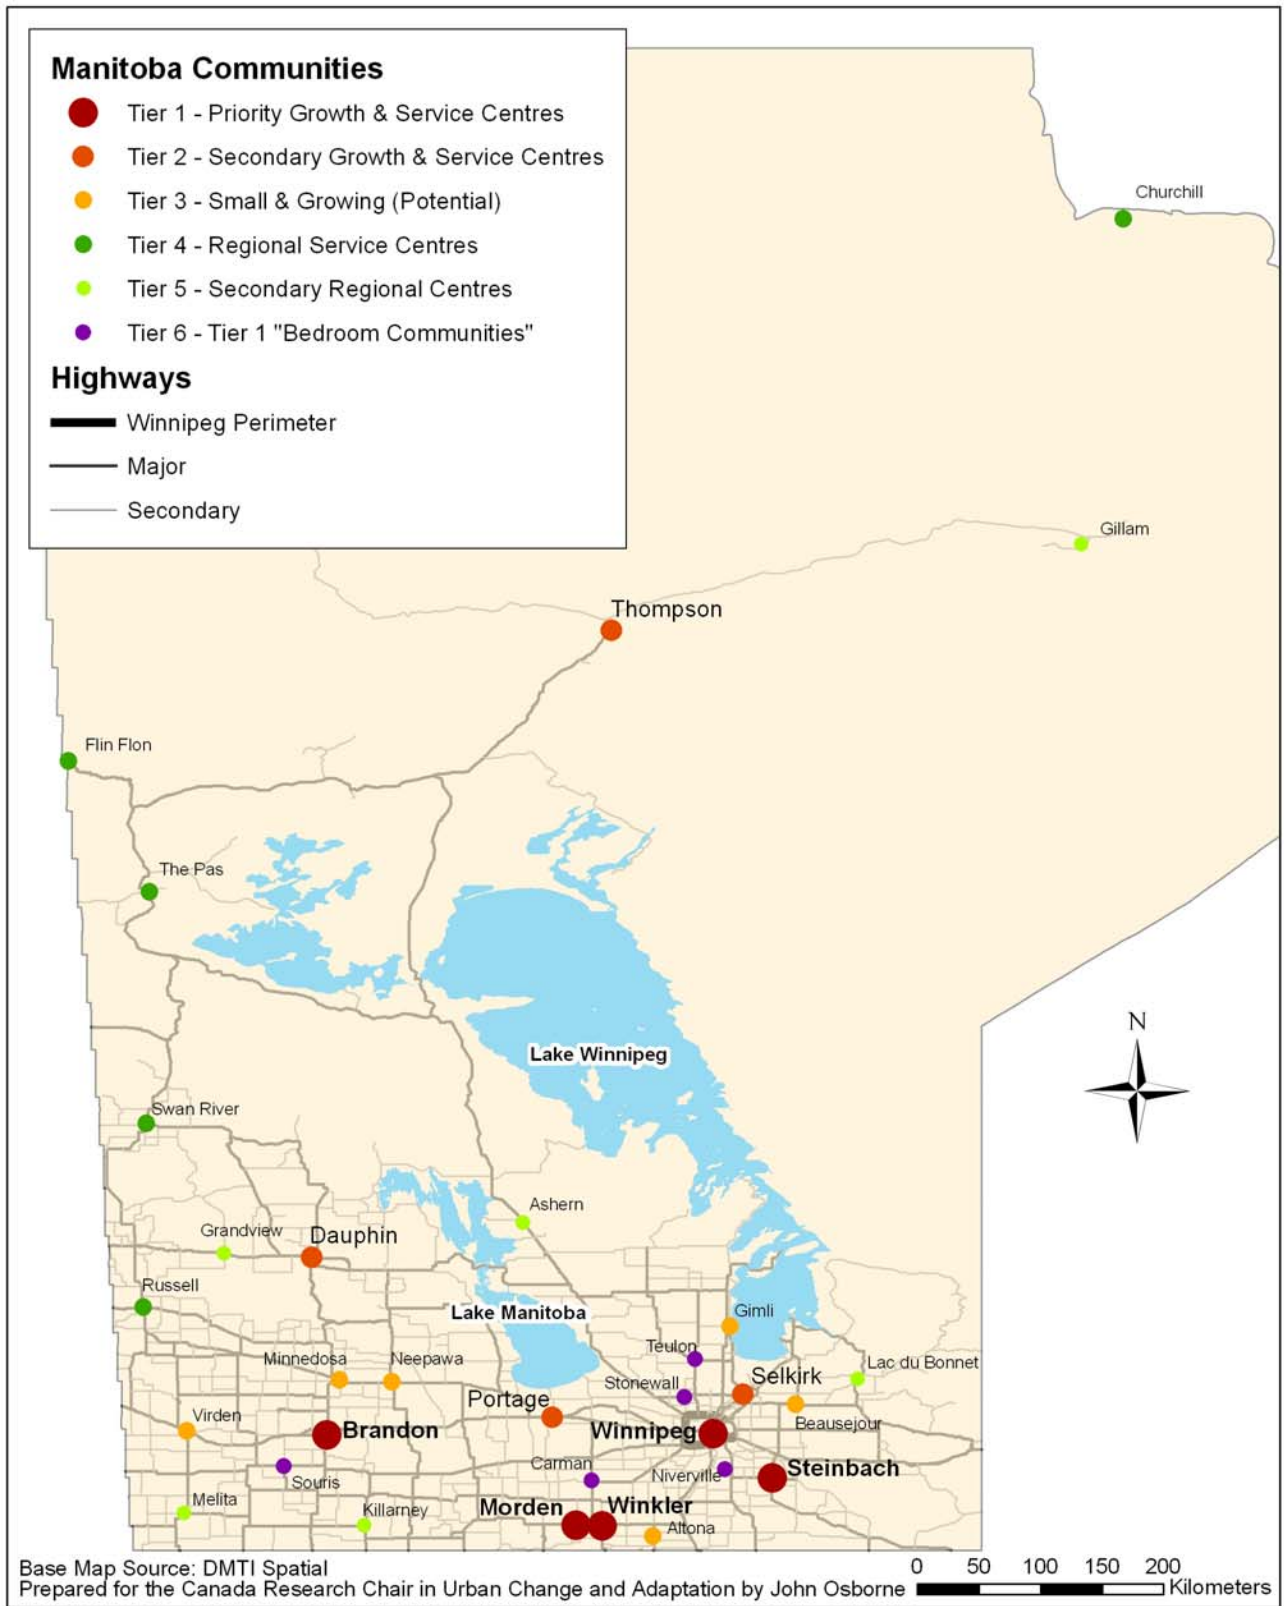 Manitoba Communities
Tier 1 - Priority Growth & Service Centres
Tier 2 - Secondary Growth & Service Centres
Tier 3 - Small & Growing (Potential)
Tier 4 - Regional Service Centres
Tier 5 - Secondary Regional Centres
Tier 6 - Tier 1 "Bedroom Communities"
Highways
Winnipeg Perimeter
Major
Secondary
Churchill
Gillam
Thompson
Flin Flon
The Pas
N
Lake Winnipeg
Swan River
Ashern
Grandview
Dauphin
Russell
Lake Manitoba
Gimli
Teulon
Minnedosa
Neepawa
Lac du Bonnet
Stonewall
Selkirk
Portage
Virden
Beausejour
Brandon
Winnipeg
Carman
Niverville
Steinbach
Souris
Melita
Killarney
Morden
Winkler
Altona
Base Map Source: DMTI Spatial
Prepared for the Canada Research Chair in Urban Change and Adaptation by John Osborne
0 50 100 150 200
Kilometers